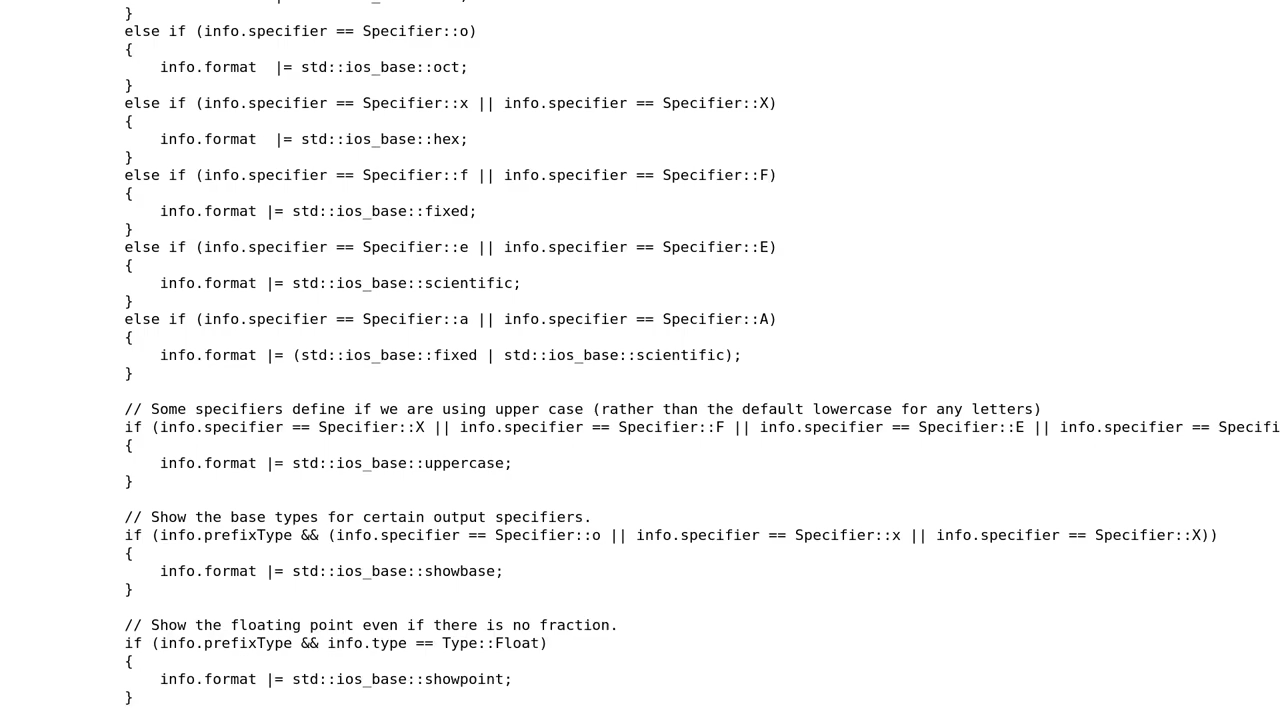 }
else if (info.specifier == Specifier::o)
{
    info.format  |= std::ios_base::oct;
}
else if (info.specifier == Specifier::x || info.specifier == Specifier::X)
{
    info.format  |= std::ios_base::hex;
}
else if (info.specifier == Specifier::f || info.specifier == Specifier::F)
{
    info.format |= std::ios_base::fixed;
}
else if (info.specifier == Specifier::e || info.specifier == Specifier::E)
{
    info.format |= std::ios_base::scientific;
}
else if (info.specifier == Specifier::a || info.specifier == Specifier::A)
{
    info.format |= (std::ios_base::fixed | std::ios_base::scientific);
}

// Some specifiers define if we are using upper case (rather than the default lowercase for any letters)
if (info.specifier == Specifier::X || info.specifier == Specifier::F || info.specifier == Specifier::E || info.specifier == Specifi
{
    info.format |= std::ios_base::uppercase;
}

// Show the base types for certain output specifiers.
if (info.prefixType && (info.specifier == Specifier::o || info.specifier == Specifier::x || info.specifier == Specifier::X))
{
    info.format |= std::ios_base::showbase;
}

// Show the floating point even if there is no fraction.
if (info.prefixType && info.type == Type::Float)
{
    info.format |= std::ios_base::showpoint;
}